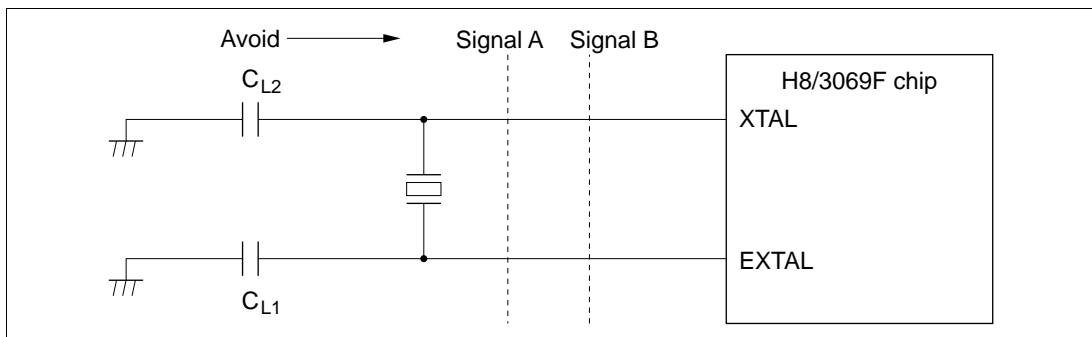 Avoid
Signal A
Signal B
CL2
H8/3069F chip
XTAL
EXTAL
CL1